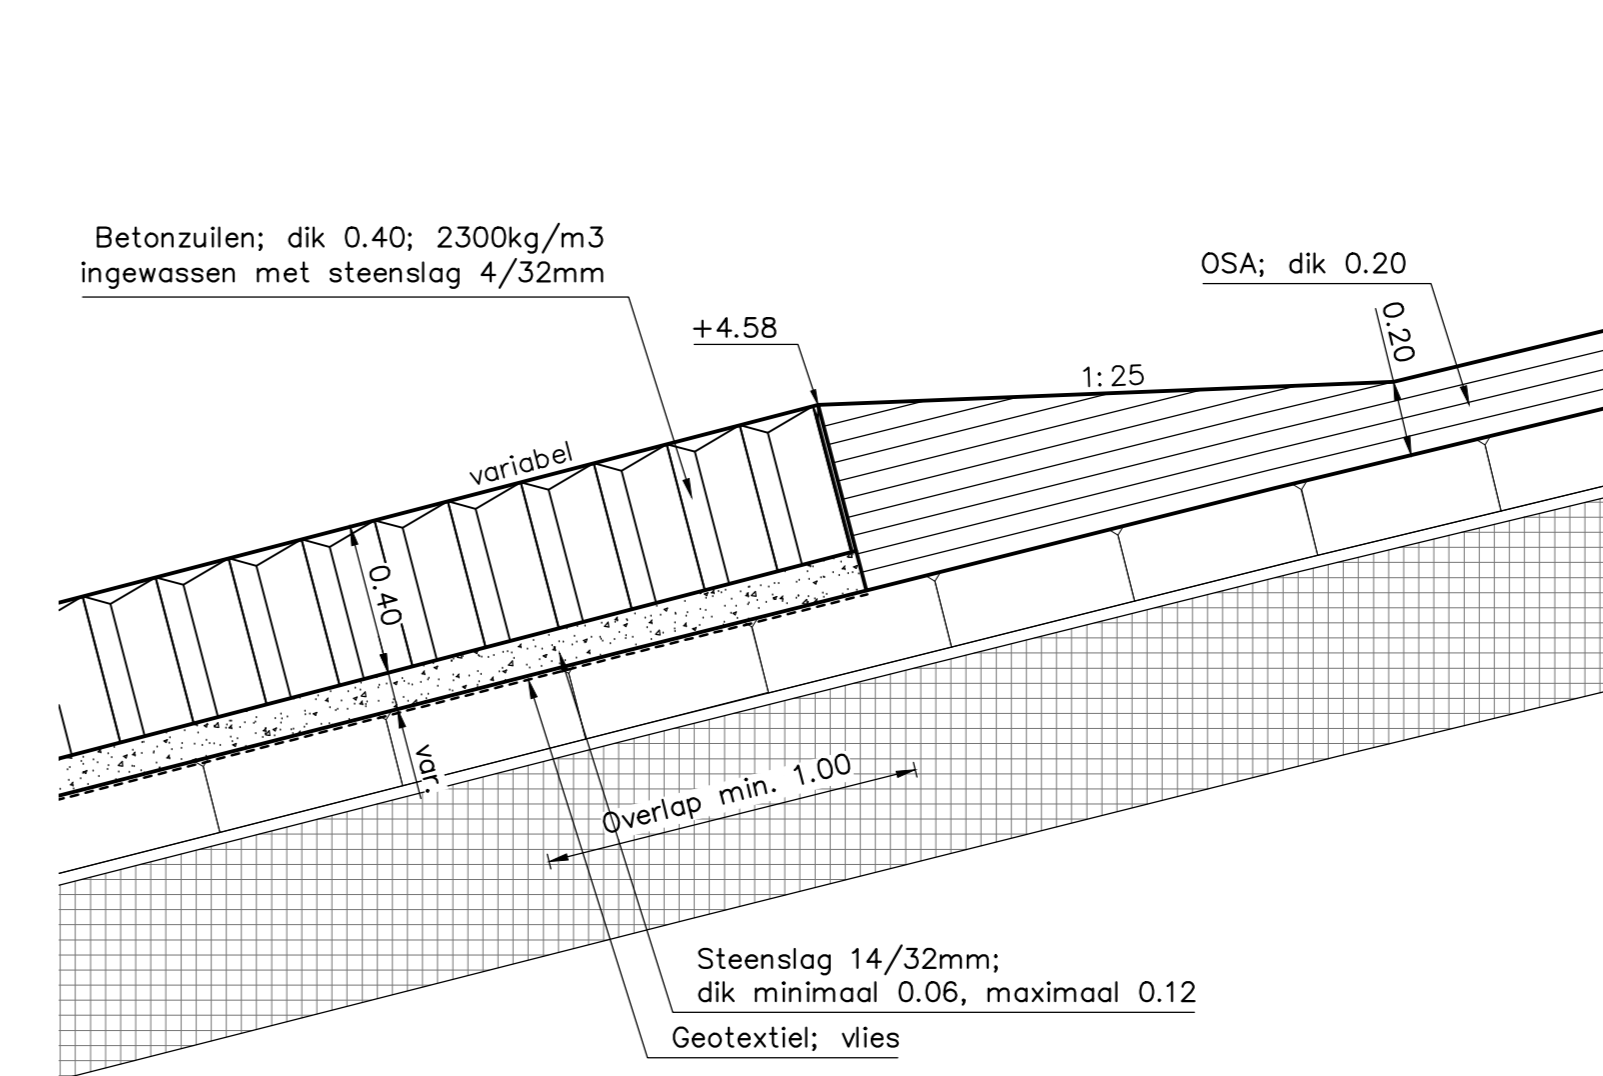 Betonzuilen; dik 0.40; 2300kg/m3
ingewassen met steenslag 4/32mm
OSA; dik 0.20
+4.58
0.20
1:25
variabel
0.40
var.
Overlap min. 1.00
Steenslag 14/32mm;
dik minimaal 0.06, maximaal 0.12
Geotextiel; vlies